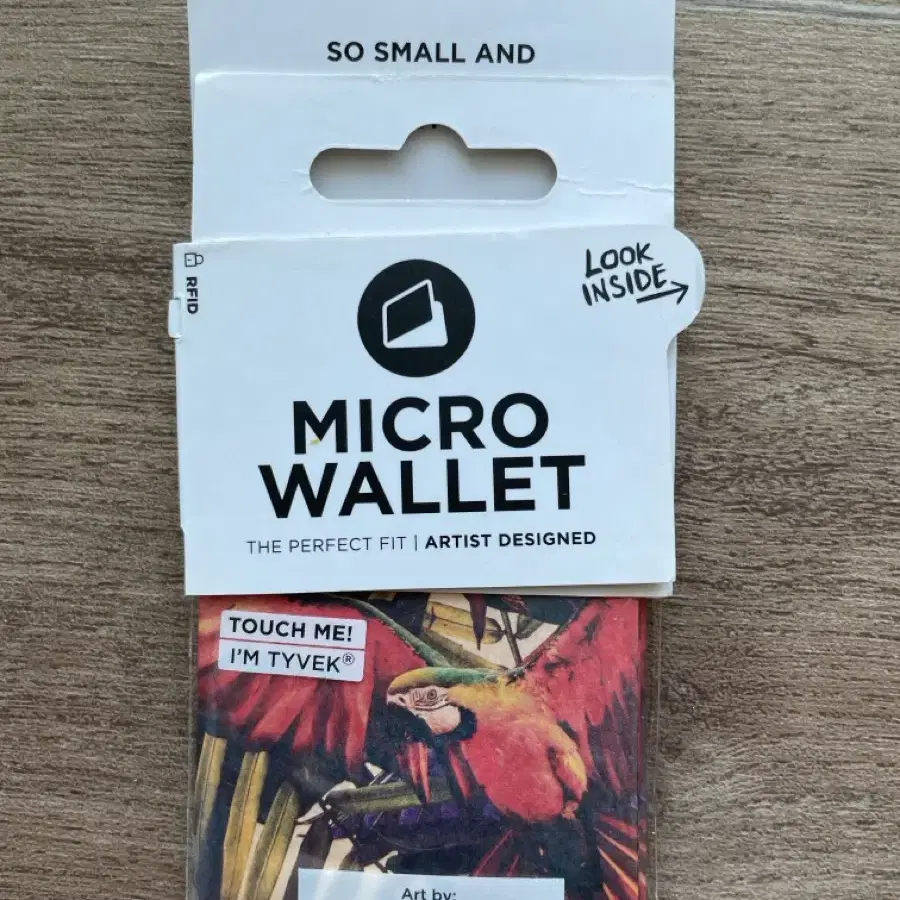 SO SMALL AND
RFID
LOOK
INSIDE
MICRO
WALLET
THE PERFECT FIT | ARTIST DESIGNED
TOUCH ME!
I'M TYVEK®
Art by: